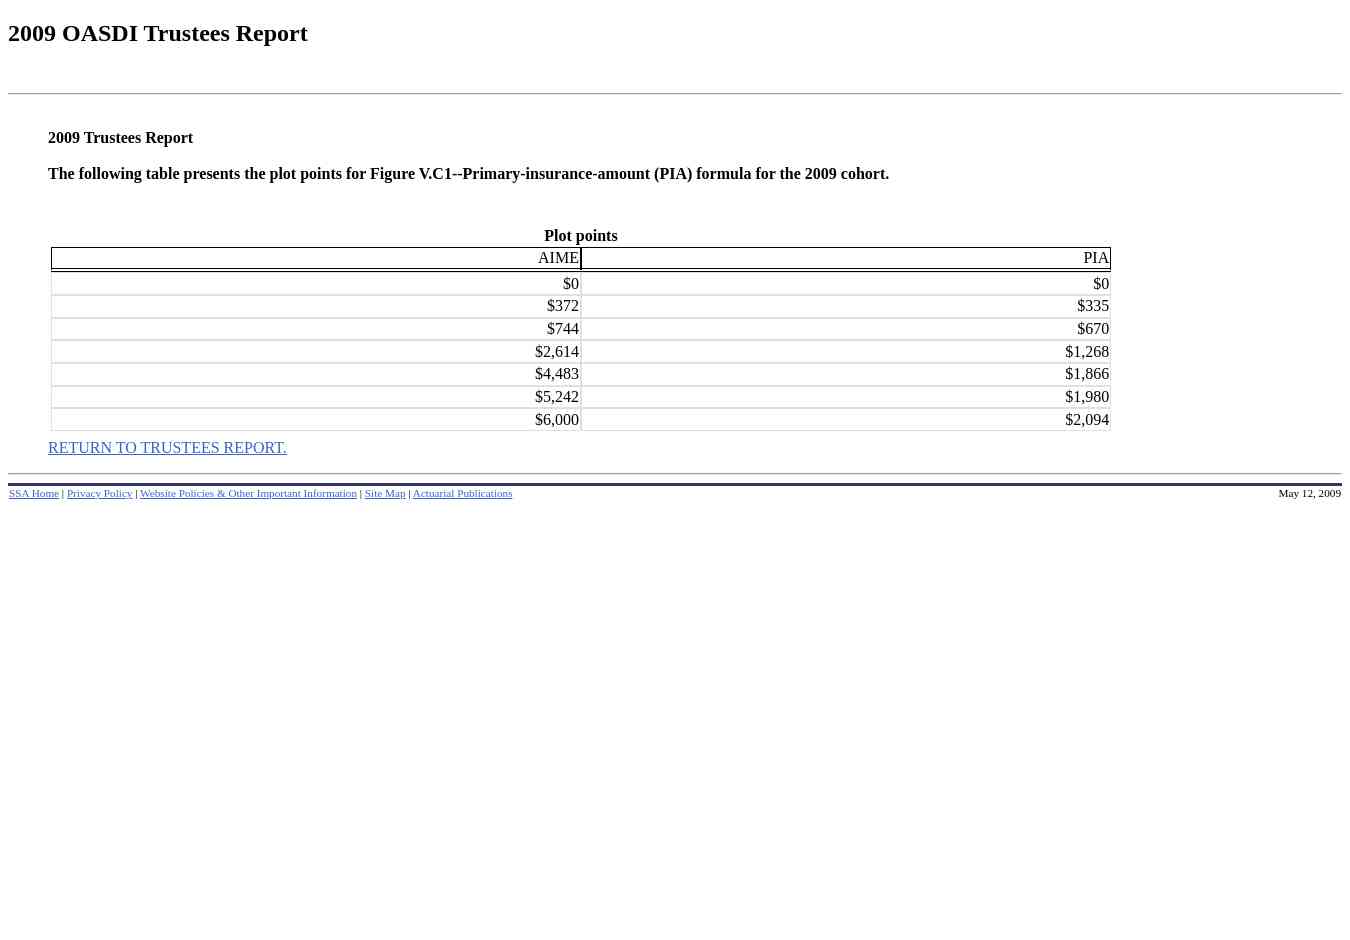 2009 OASDI Trustees Report
2009 Trustees Report
The following table presents the plot points for Figure V.C1--Primary-insurance-amount (PIA) formula for the 2009 cohort.
Plot points
AIME PIA
$0 $0
$372 $335
$744 $670
$2,614 $1,268
$4,483 $1,866
$5,242 $1,980
$6,000 $2,094
RETURN TO TRUSTEES REPORT.
SSA Home | Privacy Policy | Website Policies & Other Important Information | Site Map | Actuarial Publications May 12, 2009